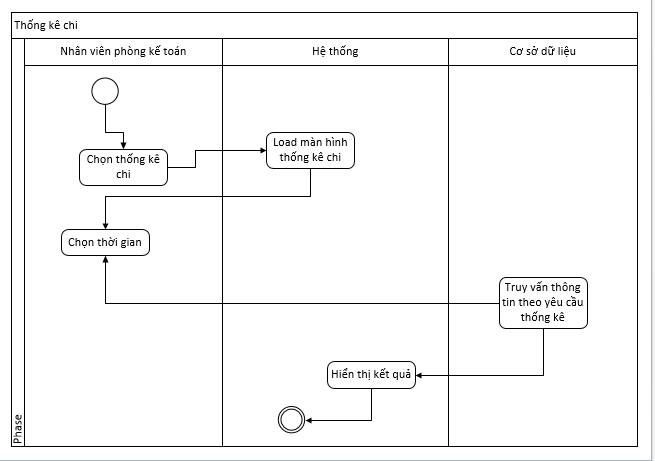 Thống kê chi
Nhân viên phòng kế toán
Hệ thống
Cơ sở dữ liệu
Chọn thống kê
chi
Load màn hình
thống kê chi
Chọn thời gian
Truy vấn thông
tin theo yêu cầu
thống kê
Hiển thị kết quả
Phase